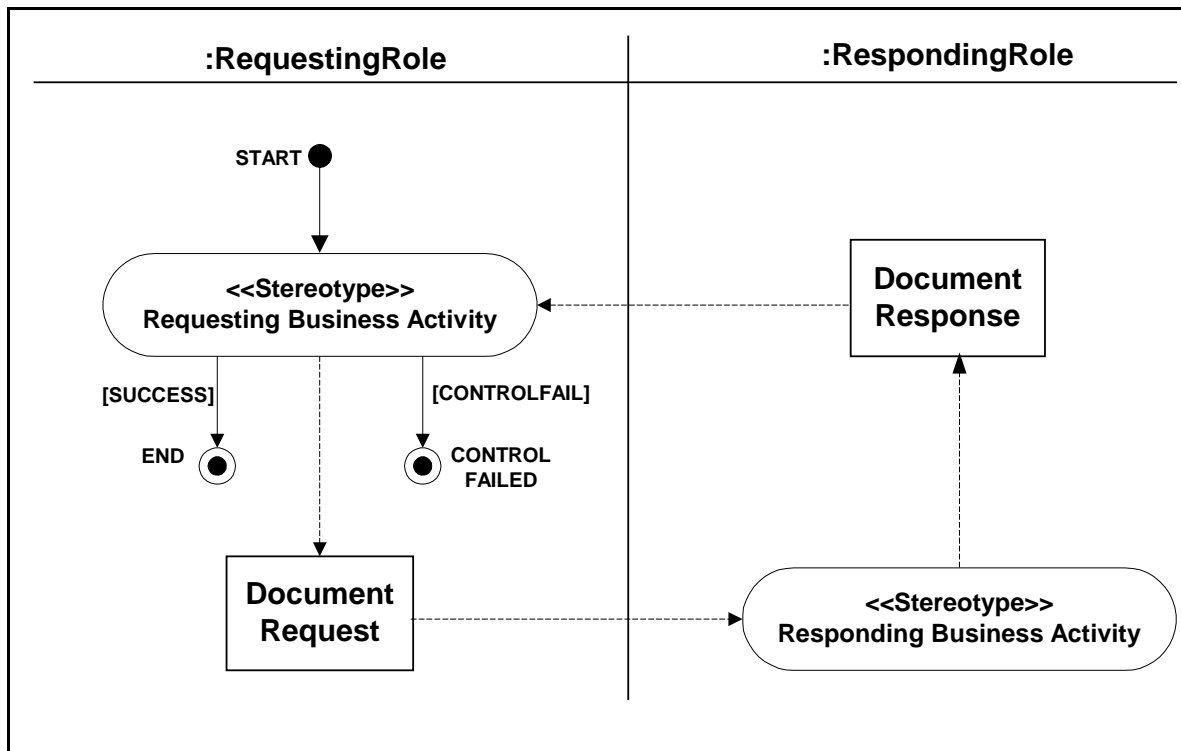 :RequestingRole
:RespondingRole
START
<<Stereotype>>
Requesting Business Activity
Document
Response
[SUCCESS]
[CONTROLFAIL]
END
CONTROL
FAILED
Document
Request
<<Stereotype>>
Responding Business Activity